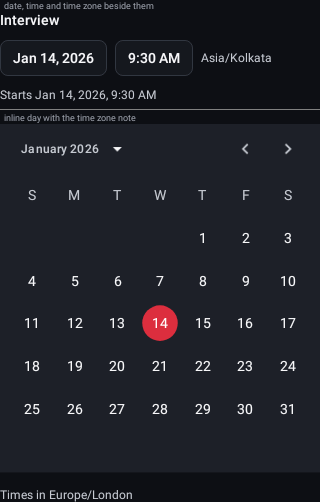 date, time and time zone beside them
Interview
Jan 14, 2026 9:30 AM Asia/Kolkata
Starts Jan 14, 2026, 9:30 AM
inline day with the time zone note
January 2026
S M T W T F S
1 2 3
4 5 6 7 8 9 10
11 12 13 14 15 16 17
18 19 20 21 22 23 24
25 26 27 28 29 30 31
Times in Europe/London